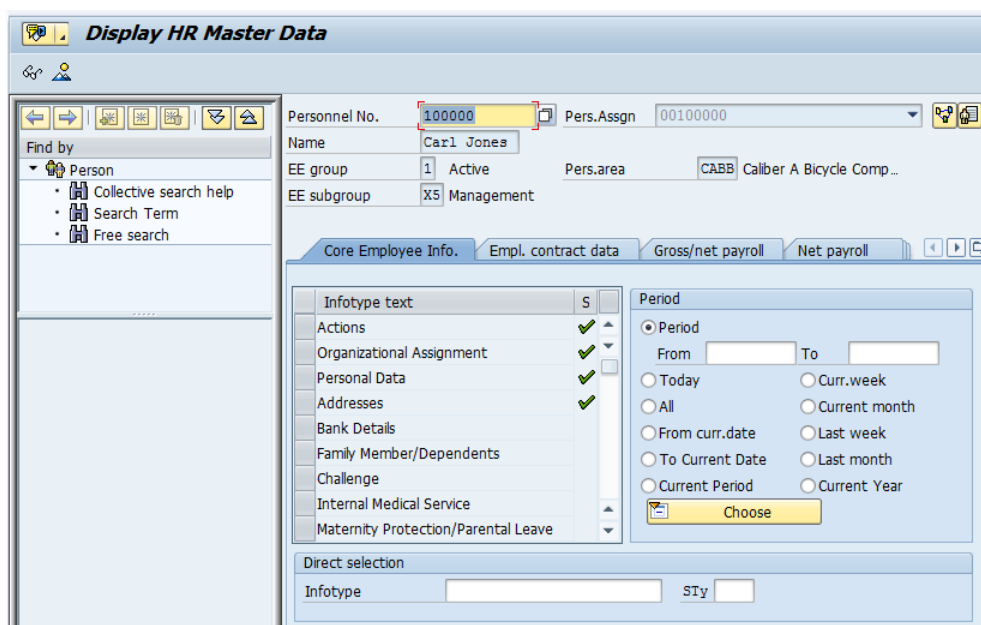 Display HR Master Data
Find by
Person
Collective search help
Search Term
Free search
Personnel No. 100000 Pers.Assgn 00100000
Name Carl Jones
EE group 1 Active Pers.area CABB Caliber A Bicycle Comp...
EE subgroup X5 Management
Core Employee Info. Empl. contract data Gross/net payroll Net payroll
Infotype text S
Actions
Organizational Assignment
Personal Data
Addresses
Bank Details
Family Member/Dependents
Challenge
Internal Medical Service
Maternity Protection/Parental Leave
Period
Period
From To
Today Curr.week
All Current month
From curr.date Last week
To Current Date Last month
Current Period Current Year
Choose
Direct selection
Infotype STy